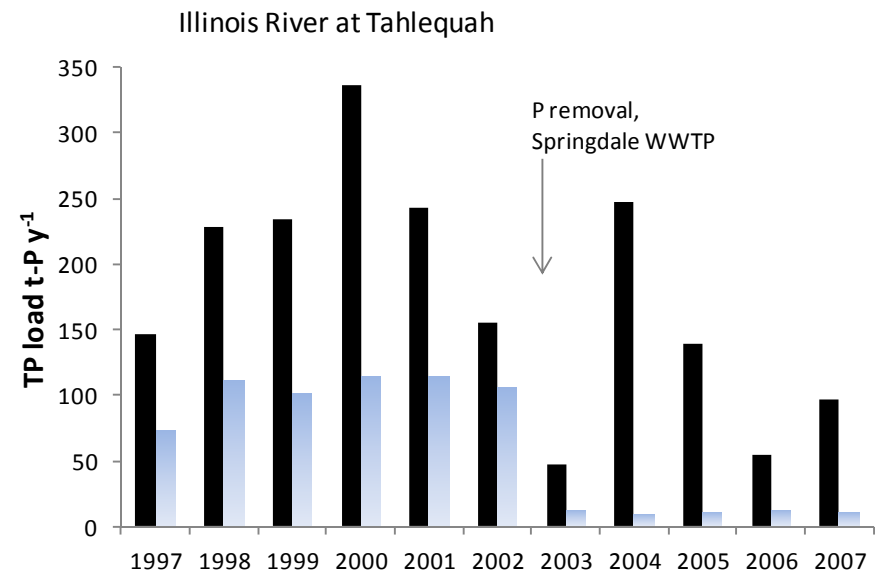 Illinois River at Tahlequah
350
300
250
200
150
100
50
0
TP load t-P y⁻¹
P removal,
Springdale WWTP
1997 1998 1999 2000 2001 2002 2003 2004 2005 2006 2007